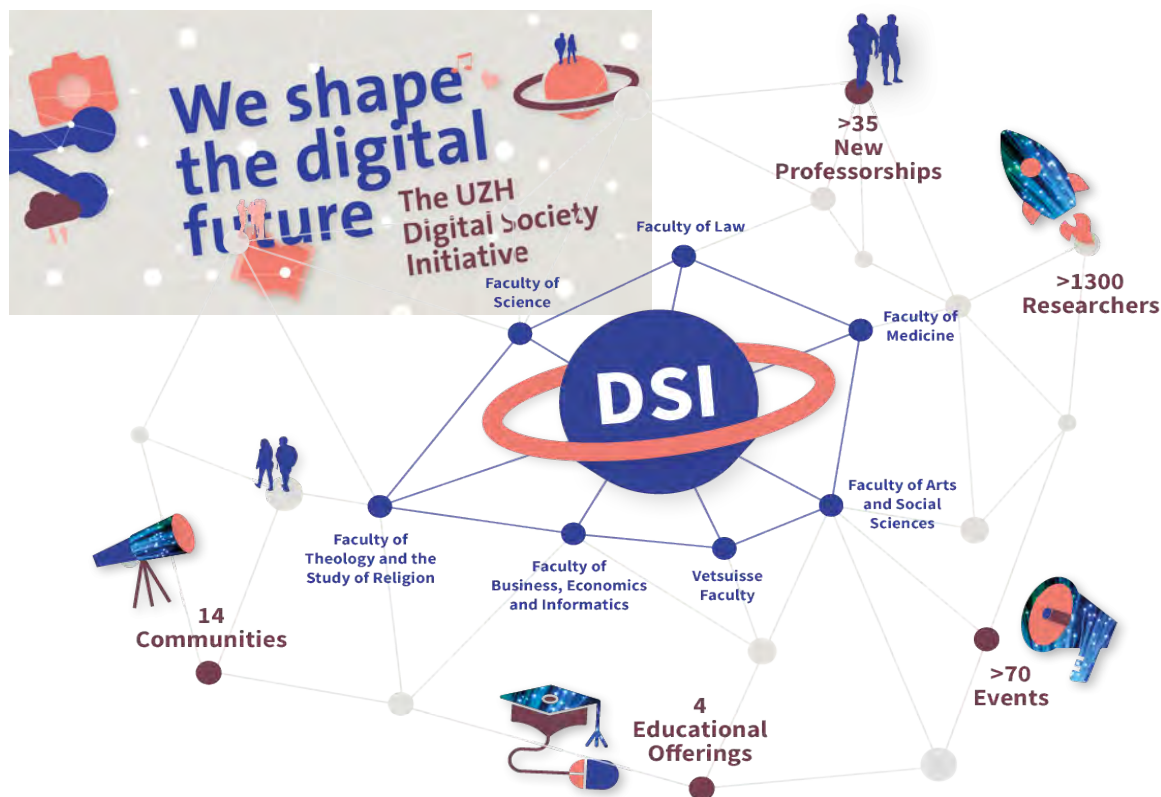 We shape
the digital
future
The UZH
Digital Society
Initiative
>35
New
Professorships
>1300
Researchers
Faculty of Law
Faculty of
Science
Faculty of
Medicine
DSI
Faculty of Arts
and Social
Sciences
Faculty of
Theology and the
Study of Religion
Faculty of
Business, Economics
and Informatics
Vetsuisse
Faculty
14
Communities
>70
Events
4
Educational
Offerings